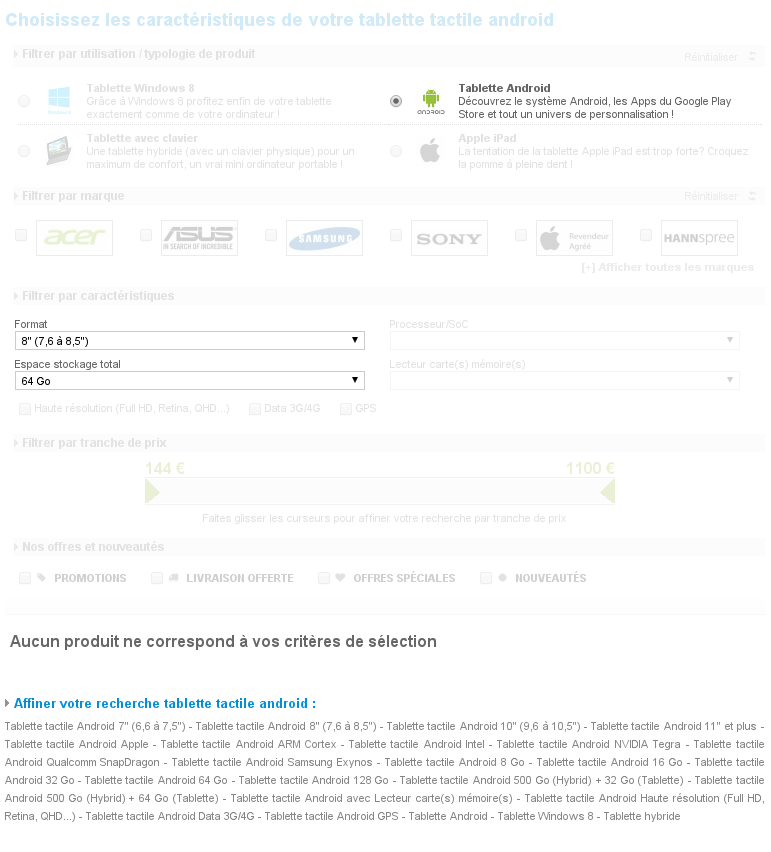 Choisissez les caractéristiques de votre tablette tactile android
Filtrer par utilisation / typologie de produit
Réinitialiser
Tablette Windows 8
Grâce à Windows 8 profitez enfin de votre tablette
exactement comme de votre ordinateur !
Tablette Android
Découvrez le système Android, les Apps du Google Play
Store et tout un univers de personnalisation !
ANDROID
Tablette avec clavier
Une tablette hybride (avec un clavier physique) pour un
maximum de confort, un vrai mini ordinateur portable !
Apple iPad
La tentation de la tablette Apple iPad est trop forte? Croquez
la pomme à pleine dent !
Filtrer par marque
Réinitialiser
acer
ASUS
IN SEARCH OF INCREDIBLE
SAMSUNG
SONY
Revendeur
Agréé
HANNspree
[+] Afficher toutes les marques
Filtrer par caractéristiques
Format
Processeur/SoC
8" (7,6 à 8,5")
Espace stockage total
Lecteur carte(s) mémoire(s)
64 Go
Haute résolution (Full HD, Retina, QHD...)
Data 3G/4G
GPS
Filtrer par tranche de prix
144 €
1100 €
Faites glisser les curseurs pour affiner votre recherche par tranche de prix
Nos offres et nouveautés
PROMOTIONS
LIVRAISON OFFERTE
OFFRES SPÉCIALES
NOUVEAUTÉS
Aucun produit ne correspond à vos critères de sélection
Affiner votre recherche tablette tactile android :
Tablette tactile Android 7" (6,6 à 7,5") - Tablette tactile Android 8" (7,6 à 8,5") - Tablette tactile Android 10" (9,6 à 10,5") - Tablette tactile Android 11" et plus -
Tablette tactile Android Apple - Tablette tactile Android ARM Cortex - Tablette tactile Android Intel - Tablette tactile Android NVIDIA Tegra - Tablette tactile
Android Qualcomm SnapDragon - Tablette tactile Android Samsung Exynos - Tablette tactile Android 8 Go - Tablette tactile Android 16 Go - Tablette tactile
Android 32 Go - Tablette tactile Android 64 Go - Tablette tactile Android 128 Go - Tablette tactile Android 500 Go (Hybrid) + 32 Go (Tablette) - Tablette tactile
Android 500 Go (Hybrid) + 64 Go (Tablette) - Tablette tactile Android avec Lecteur carte(s) mémoire(s) - Tablette tactile Android Haute résolution (Full HD,
Retina, QHD...) - Tablette tactile Android Data 3G/4G - Tablette tactile Android GPS - Tablette Android - Tablette Windows 8 - Tablette hybride